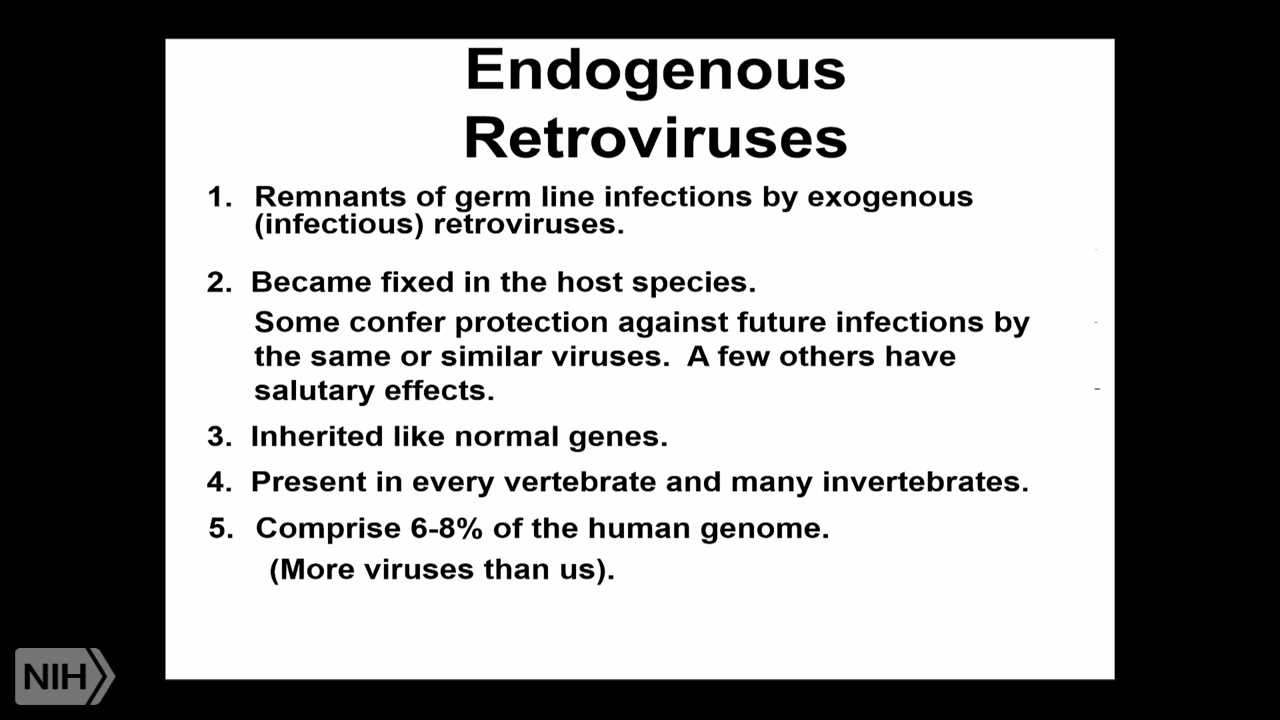 Endogenous
Retroviruses
1. Remnants of germ line infections by exogenous
(infectious) retroviruses.
2. Became fixed in the host species.
Some confer protection against future infections by
the same or similar viruses. A few others have
salutary effects.
3. Inherited like normal genes.
4. Present in every vertebrate and many invertebrates.
5. Comprise 6-8% of the human genome.
(More viruses than us).
NIH